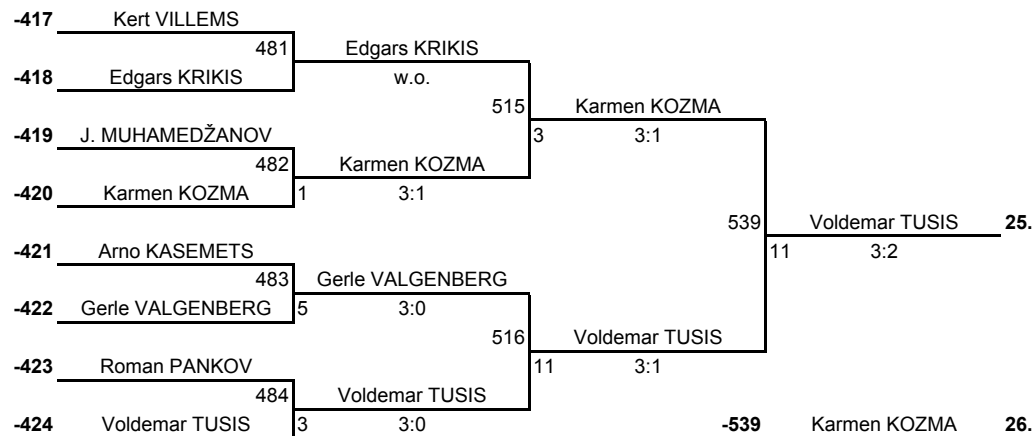 -417 Kert VILLEMS
481 Edgars KRIKIS
-418 Edgars KRIKIS w.o.
515 Karmen KOZMA
-419 J. MUHAMEDŽANOV 3 3:1
482 Karmen KOZMA
-420 Karmen KOZMA 1 3:1
539 Voldemar TUSIS 25.
-421 Arno KASEMETS 11 3:2
483 Gerle VALGENBERG
-422 Gerle VALGENBERG 5 3:0
516 Voldemar TUSIS
-423 Roman PANKOV 11 3:1
484 Voldemar TUSIS
-424 Voldemar TUSIS 3 3:0 -539 Karmen KOZMA 26.